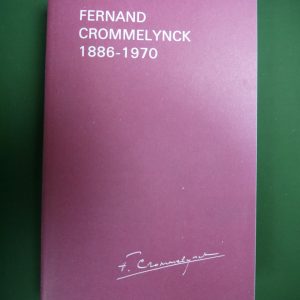 FERNAND
CROMMELYNCK
1886-1970
F. Crommelynck